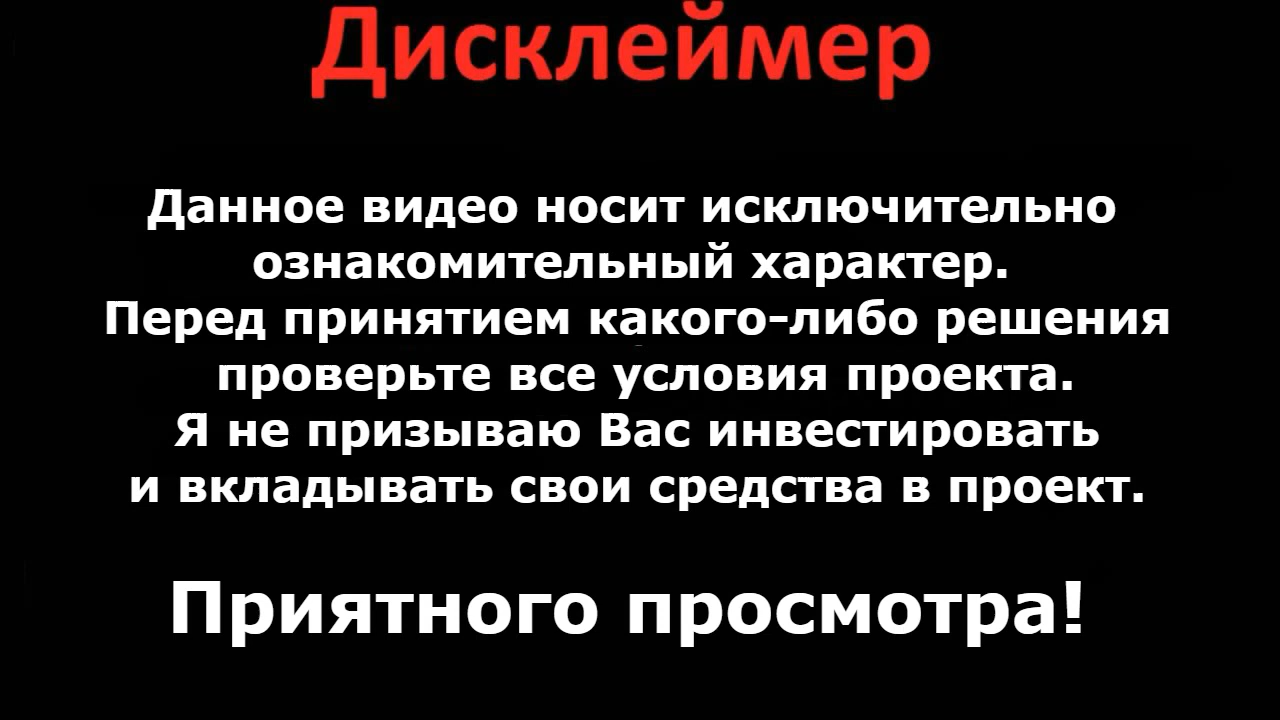 Дисклеймер
Данное видео носит исключительно
ознакомительный характер.
Перед принятием какого-либо решения
проверьте все условия проекта.
Я не призываю Вас инвестировать
и вкладывать свои средства в проект.
Приятного просмотра!